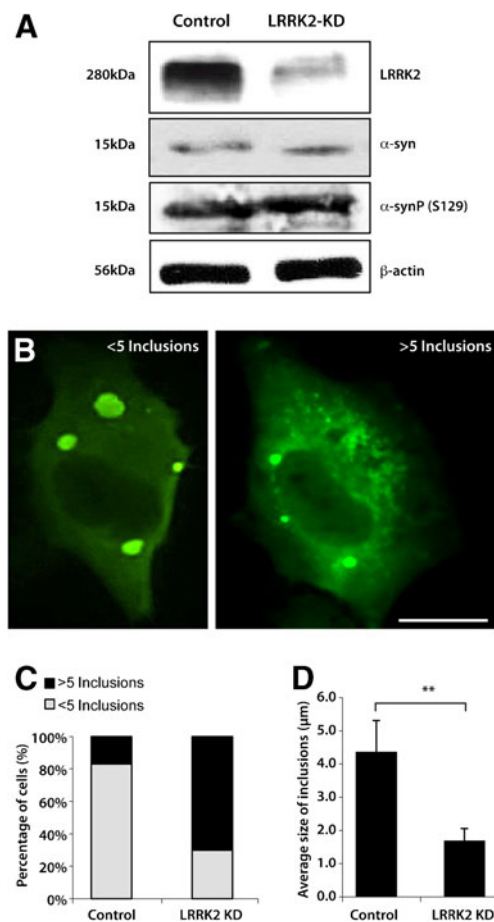 A
Control LRRK2-KD
280kDa LRRK2
15kDa α-syn
15kDa α-synP (S129)
56kDa β-actin
B
<5 Inclusions >5 Inclusions
C
>5 Inclusions
<5 Inclusions
Percentage of cells (%)
100%
80%
60%
40%
20%
0%
Control LRRK2 KD
D
**
Average size of inclusions (μm)
6.0
5.0
4.0
3.0
2.0
1.0
0.0
Control LRRK2 KD